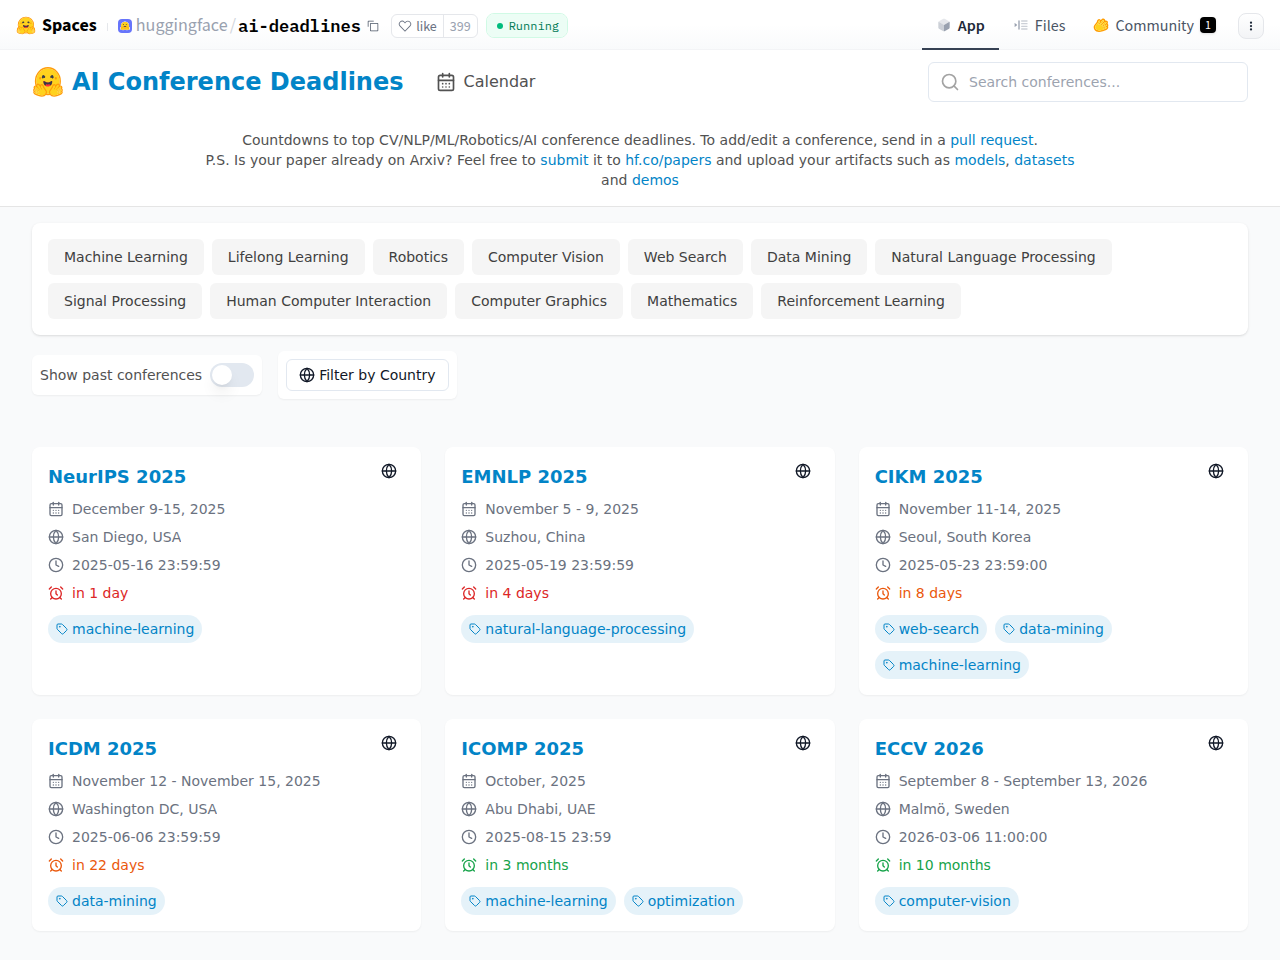 Spaces
huggingface/ai-deadlines
like 399
Running
App
Files
Community 1
AI Conference Deadlines
Calendar
Search conferences...
Countdowns to top CV/NLP/ML/Robotics/AI conference deadlines. To add/edit a conference, send in a pull request.
P.S. Is your paper already on Arxiv? Feel free to submit it to hf.co/papers and upload your artifacts such as models, datasets
and demos
Machine Learning
Lifelong Learning
Robotics
Computer Vision
Web Search
Data Mining
Natural Language Processing
Signal Processing
Human Computer Interaction
Computer Graphics
Mathematics
Reinforcement Learning
Show past conferences
Filter by Country
NeurIPS 2025
December 9-15, 2025
San Diego, USA
2025-05-16 23:59:59
in 1 day
machine-learning
EMNLP 2025
November 5 - 9, 2025
Suzhou, China
2025-05-19 23:59:59
in 4 days
natural-language-processing
CIKM 2025
November 11-14, 2025
Seoul, South Korea
2025-05-23 23:59:00
in 8 days
web-search
data-mining
machine-learning
ICDM 2025
November 12 - November 15, 2025
Washington DC, USA
2025-06-06 23:59:59
in 22 days
data-mining
ICOMP 2025
October, 2025
Abu Dhabi, UAE
2025-08-15 23:59
in 3 months
machine-learning
optimization
ECCV 2026
September 8 - September 13, 2026
Malmö, Sweden
2026-03-06 11:00:00
in 10 months
computer-vision